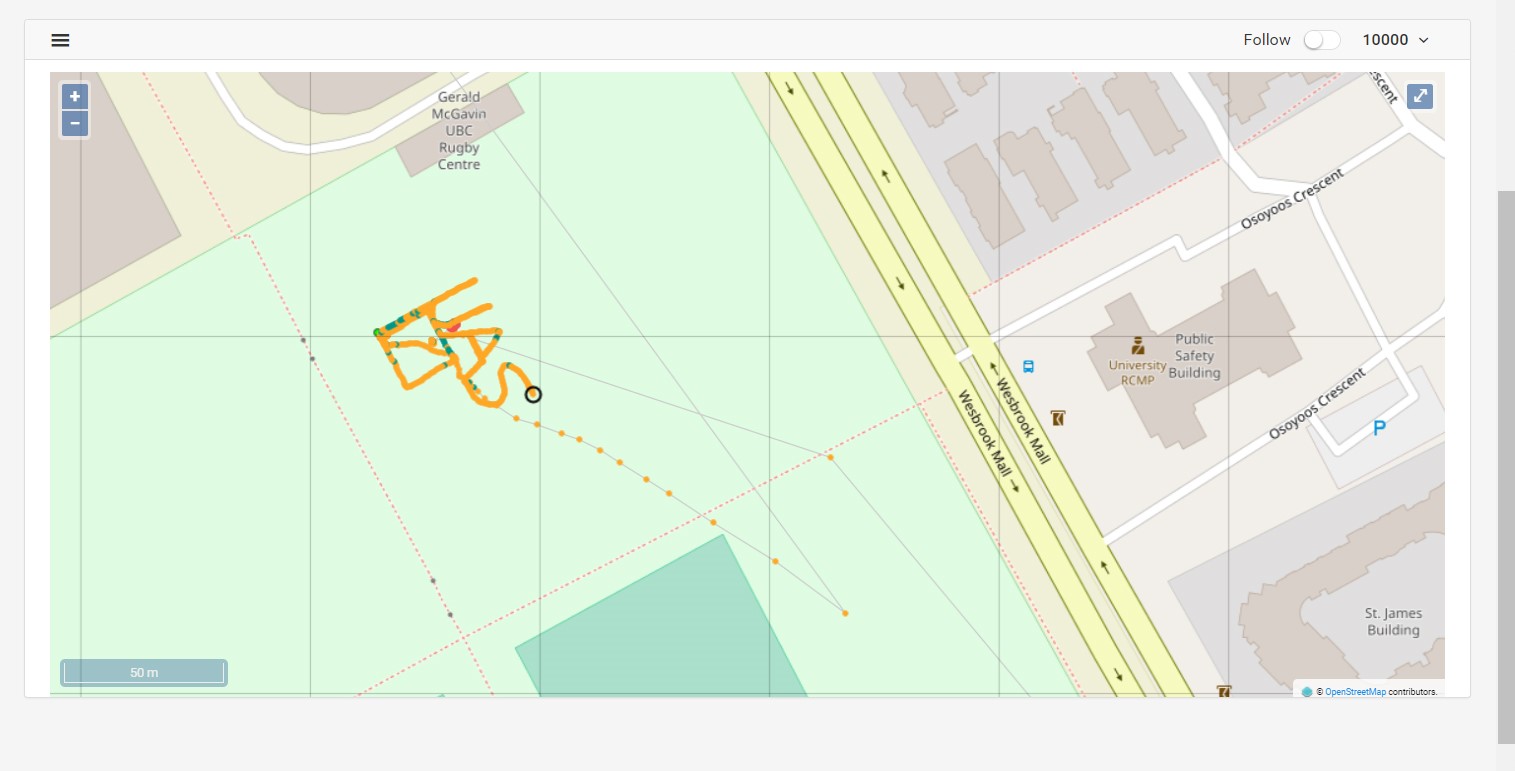 Follow
10000
+
−
Gerald
McGavin
UBC
Rugby
Centre
scent
Osoyoos Crescent
Public
Safety
Building
University
RCMP
Wesbrook Mall
Wesbrook Mall
Osoyoos Crescent
P
St. James
Building
50 m
© OpenStreetMap contributors.